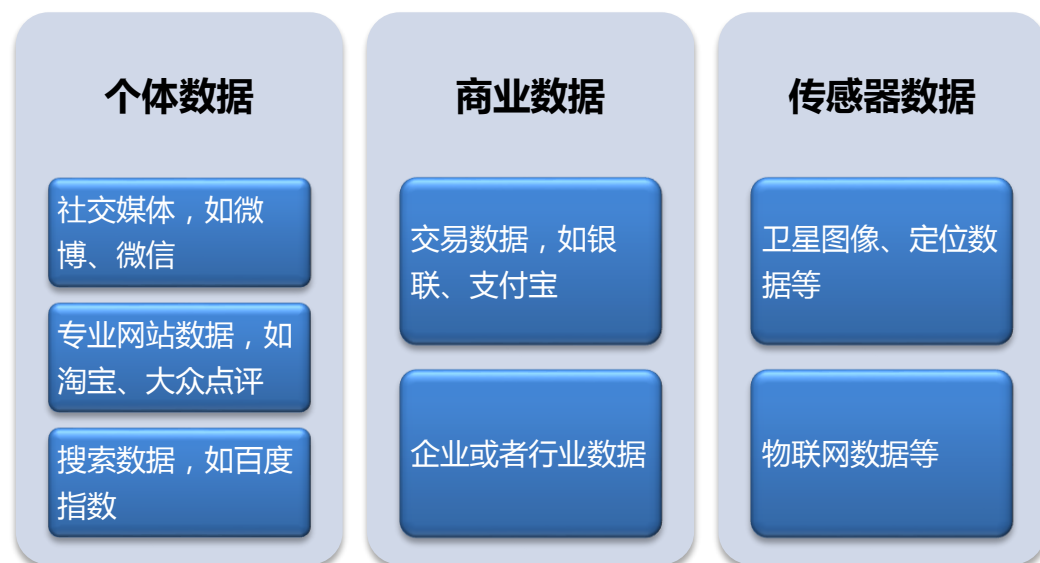 个体数据
社交媒体，如微
博、微信
专业网站数据，如
淘宝、大众点评
搜索数据，如百度
指数
商业数据
交易数据，如银
联、支付宝
企业或者行业数据
传感器数据
卫星图像、定位数
据等
物联网数据等